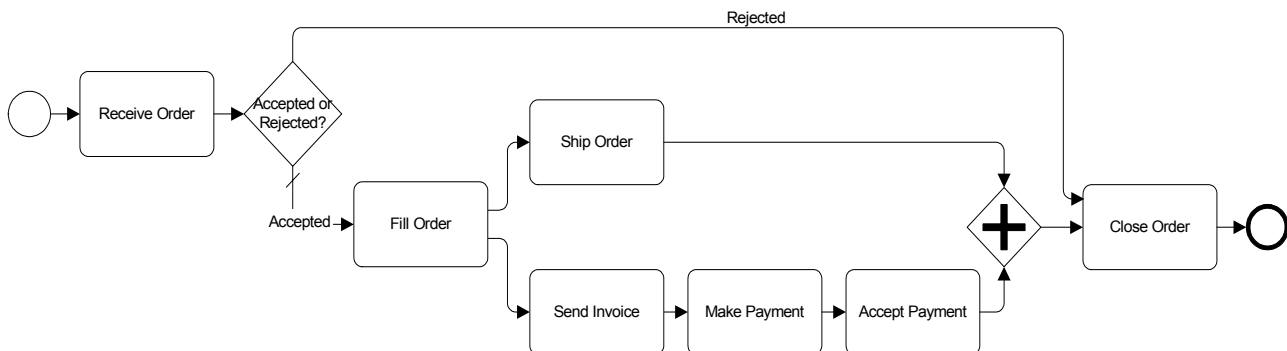 Rejected
Receive Order
Accepted or
Rejected?
Ship Order
Accepted
Fill Order
Close Order
Send Invoice
Make Payment
Accept Payment